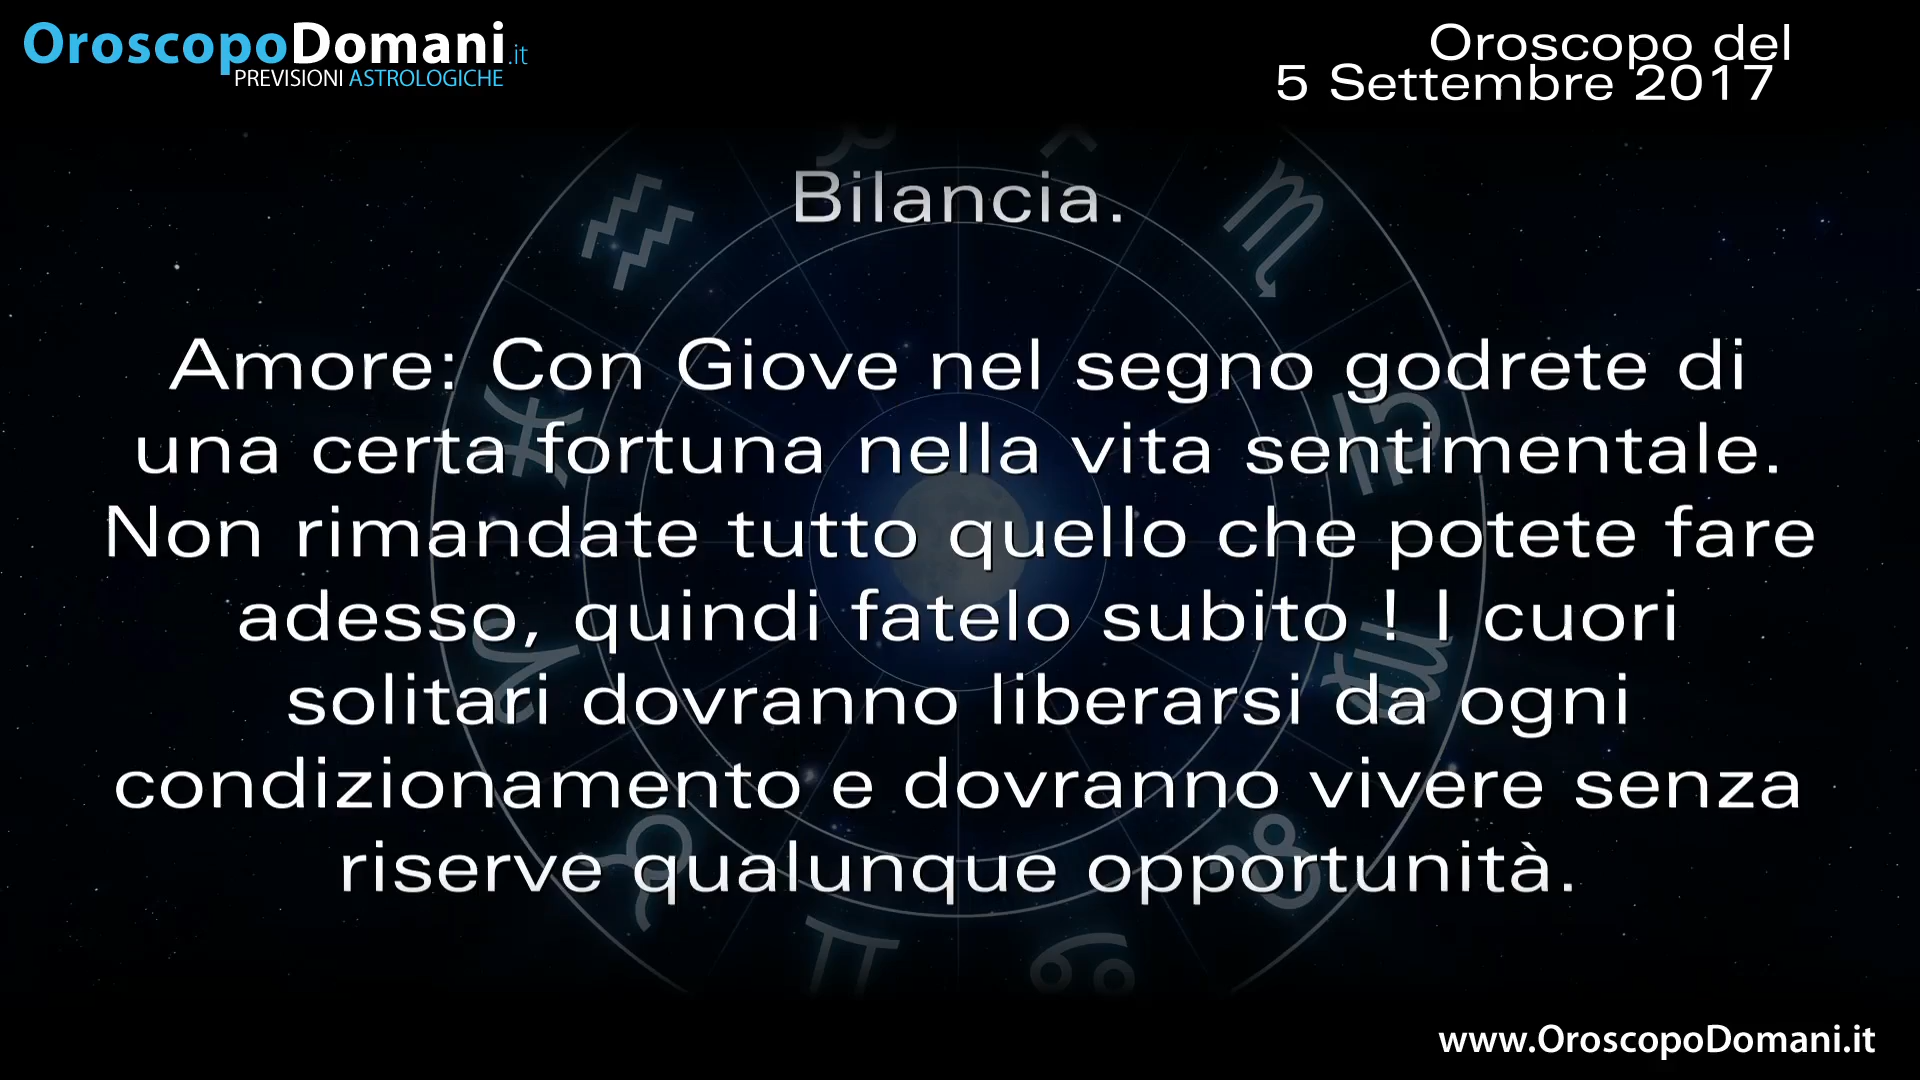 OroscopoDomani.it
PREVISIONI ASTROLOGICHE
Oroscopo del
5 Settembre 2017
Bilancia.
Amore: Con Giove nel segno godrete di
una certa fortuna nella vita sentimentale.
Non rimandate tutto quello che potete fare
adesso, quindi fatelo subito ! I cuori
solitari dovranno liberarsi da ogni
condizionamento e dovranno vivere senza
riserve qualunque opportunità.
www.OroscopoDomani.it